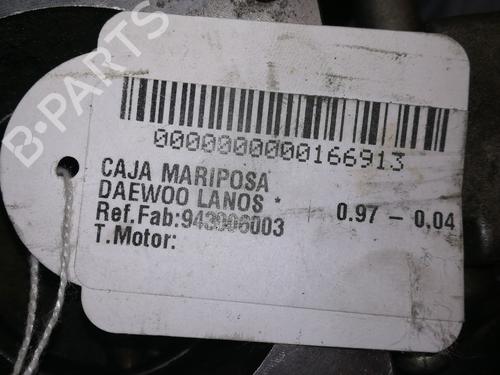 B-PARTS
0000000000166913
CAJA MARIPOSA
DAEWOO LANOS * 0.97 - 0.04
Ref.Fab:943006003
T.Motor: